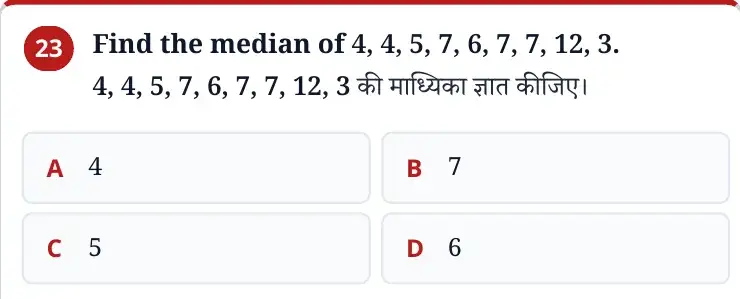 23 Find the median of 4, 4, 5, 7, 6, 7, 7, 12, 3.
4, 4, 5, 7, 6, 7, 7, 12, 3 की माध्यिका ज्ञात कीजिए।
A 4
B 7
C 5
D 6